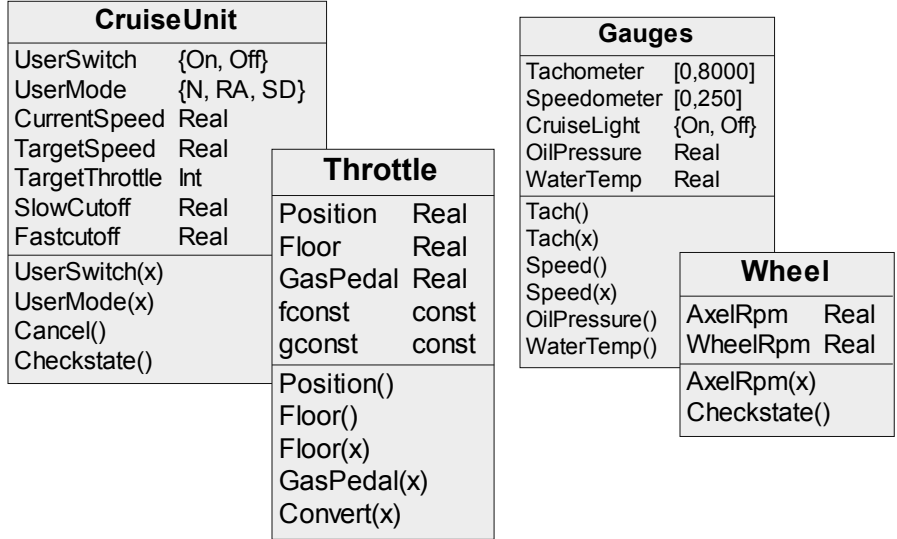 CruiseUnit
UserSwitch {On, Off}
UserMode {N, RA, SD}
CurrentSpeed Real
TargetSpeed Real
TargetThrottle Int
SlowCutoff Real
Fastcutoff Real
UserSwitch(x)
UserMode(x)
Cancel()
Checkstate()
Throttle
Position Real
Floor Real
GasPedal Real
fconst const
gconst const
Position()
Floor()
Floor(x)
GasPedal(x)
Convert(x)
Gauges
Tachometer [0,8000]
Speedometer [0,250]
CruiseLight {On, Off}
OilPressure Real
WaterTemp Real
Tach()
Tach(x)
Speed()
Speed(x)
OilPressure()
WaterTemp()
Wheel
AxelRpm Real
WheelRpm Real
AxelRpm(x)
Checkstate()